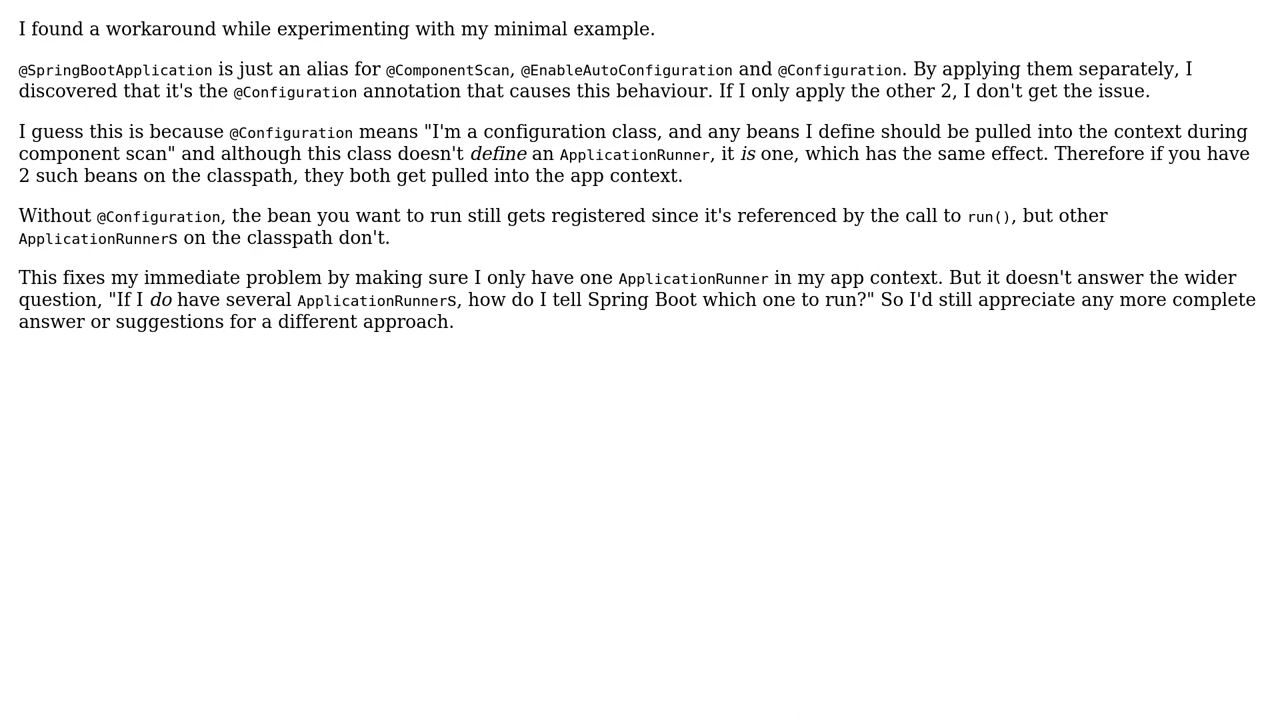 I found a workaround while experimenting with my minimal example.
@SpringBootApplication is just an alias for @ComponentScan, @EnableAutoConfiguration and @Configuration. By applying them separately, I
discovered that it's the @Configuration annotation that causes this behaviour. If I only apply the other 2, I don't get the issue.
I guess this is because @Configuration means "I'm a configuration class, and any beans I define should be pulled into the context during
component scan" and although this class doesn't define an ApplicationRunner, it is one, which has the same effect. Therefore if you have
2 such beans on the classpath, they both get pulled into the app context.
Without @Configuration, the bean you want to run still gets registered since it's referenced by the call to run(), but other
ApplicationRunners on the classpath don't.
This fixes my immediate problem by making sure I only have one ApplicationRunner in my app context. But it doesn't answer the wider
question, "If I do have several ApplicationRunners, how do I tell Spring Boot which one to run?" So I'd still appreciate any more complete
answer or suggestions for a different approach.